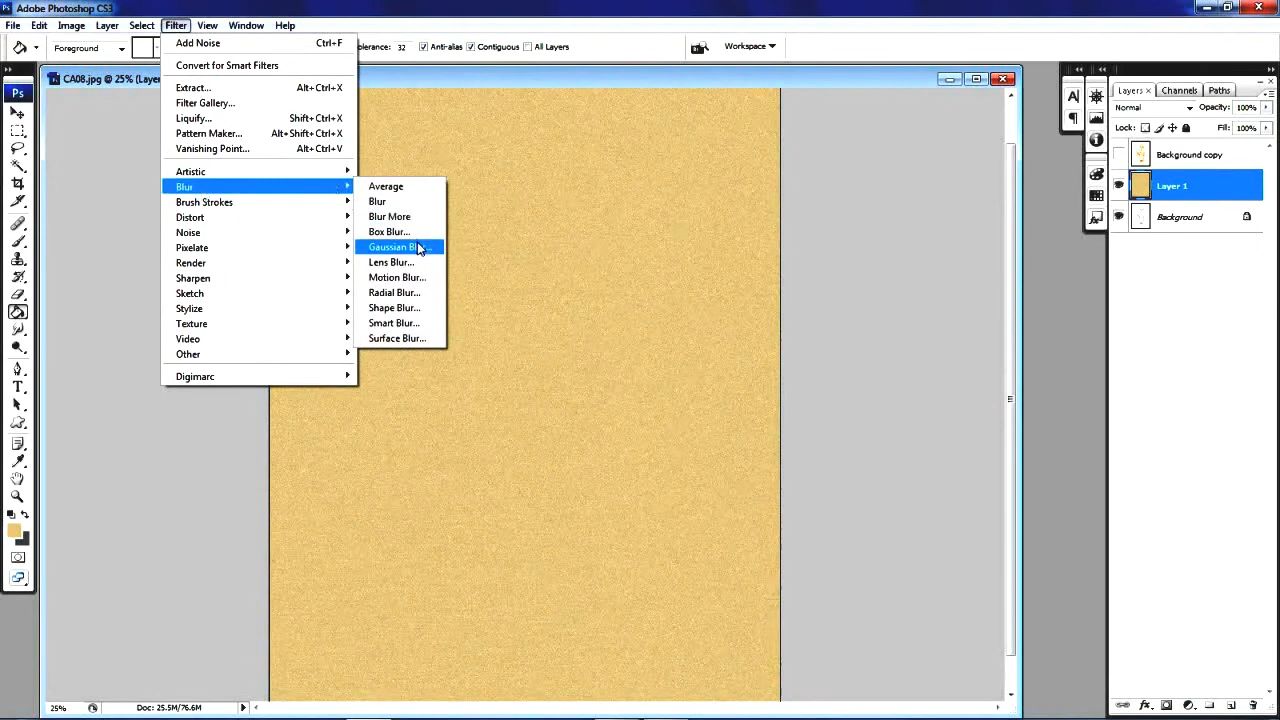 Adobe Photoshop CS3
File Edit Image Layer Select Filter View Window Help
Foreground
lerance: 32
Anti-alias
Contiguous
All Layers
Workspace
Add Noise Ctrl+F
Convert for Smart Filters
Extract... Alt+Ctrl+X
Filter Gallery...
Liquify... Shift+Ctrl+X
Pattern Maker... Alt+Shift+Ctrl+X
Vanishing Point... Alt+Ctrl+V
Artistic
Blur
Brush Strokes
Distort
Noise
Pixelate
Render
Sharpen
Sketch
Stylize
Texture
Video
Other
Digimarc
Average
Blur
Blur More
Box Blur...
Gaussian Bl...
Lens Blur...
Motion Blur...
Radial Blur...
Shape Blur...
Smart Blur...
Surface Blur...
CA08.jpg @ 25% (Layer
Ps
Layers Channels Paths
Normal Opacity: 100%
Lock: Fill: 100%
Background copy
Layer 1
Background
25% Doc: 25.5M/76.6M